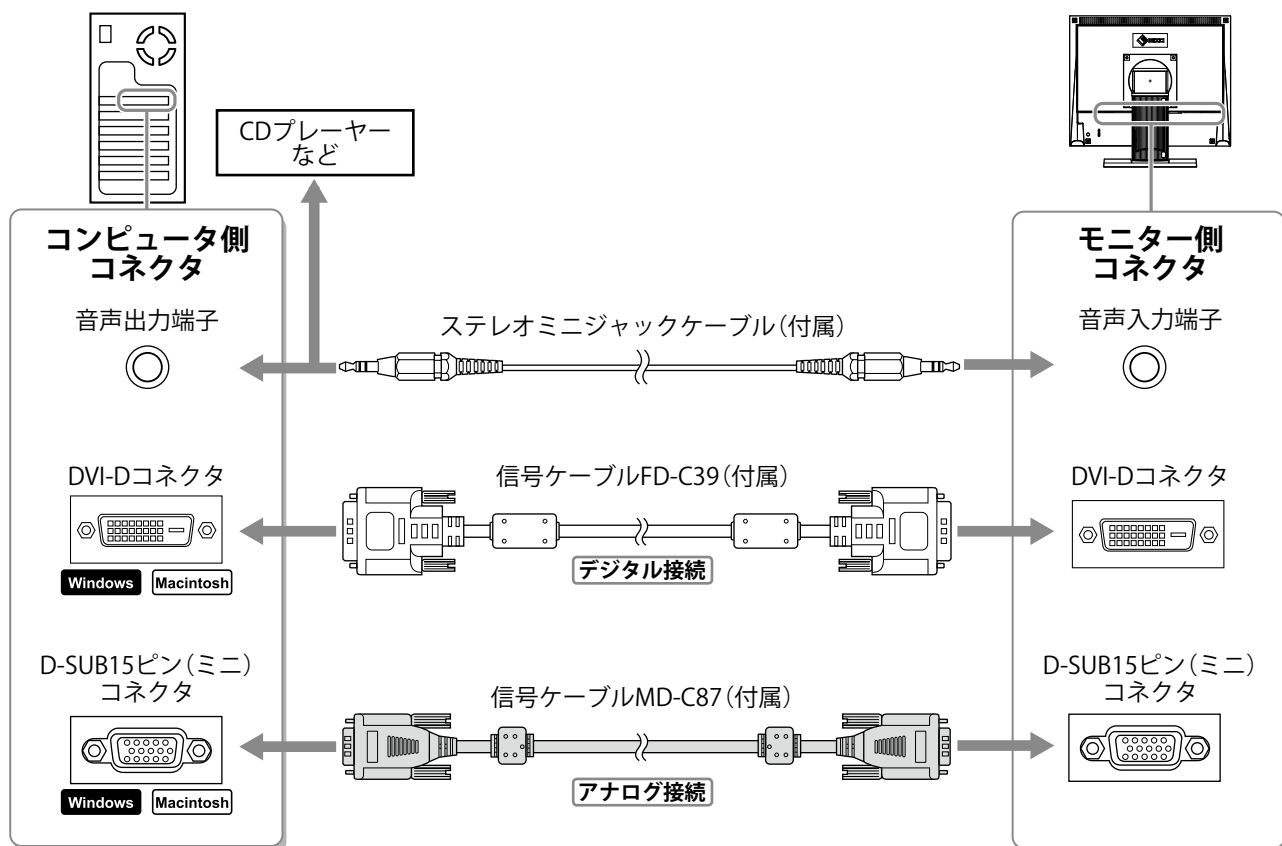 CDプレーヤー
など
コンピュータ側
コネクタ
モニター側
コネクタ
音声出力端子
ステレオミニジャックケーブル（付属）
音声入力端子
DVI-Dコネクタ
信号ケーブルFD-C39（付属）
DVI-Dコネクタ
デジタル接続
Windows Macintosh
D-SUB15ピン（ミニ）
コネクタ
信号ケーブルMD-C87（付属）
D-SUB15ピン（ミニ）
コネクタ
アナログ接続
Windows Macintosh